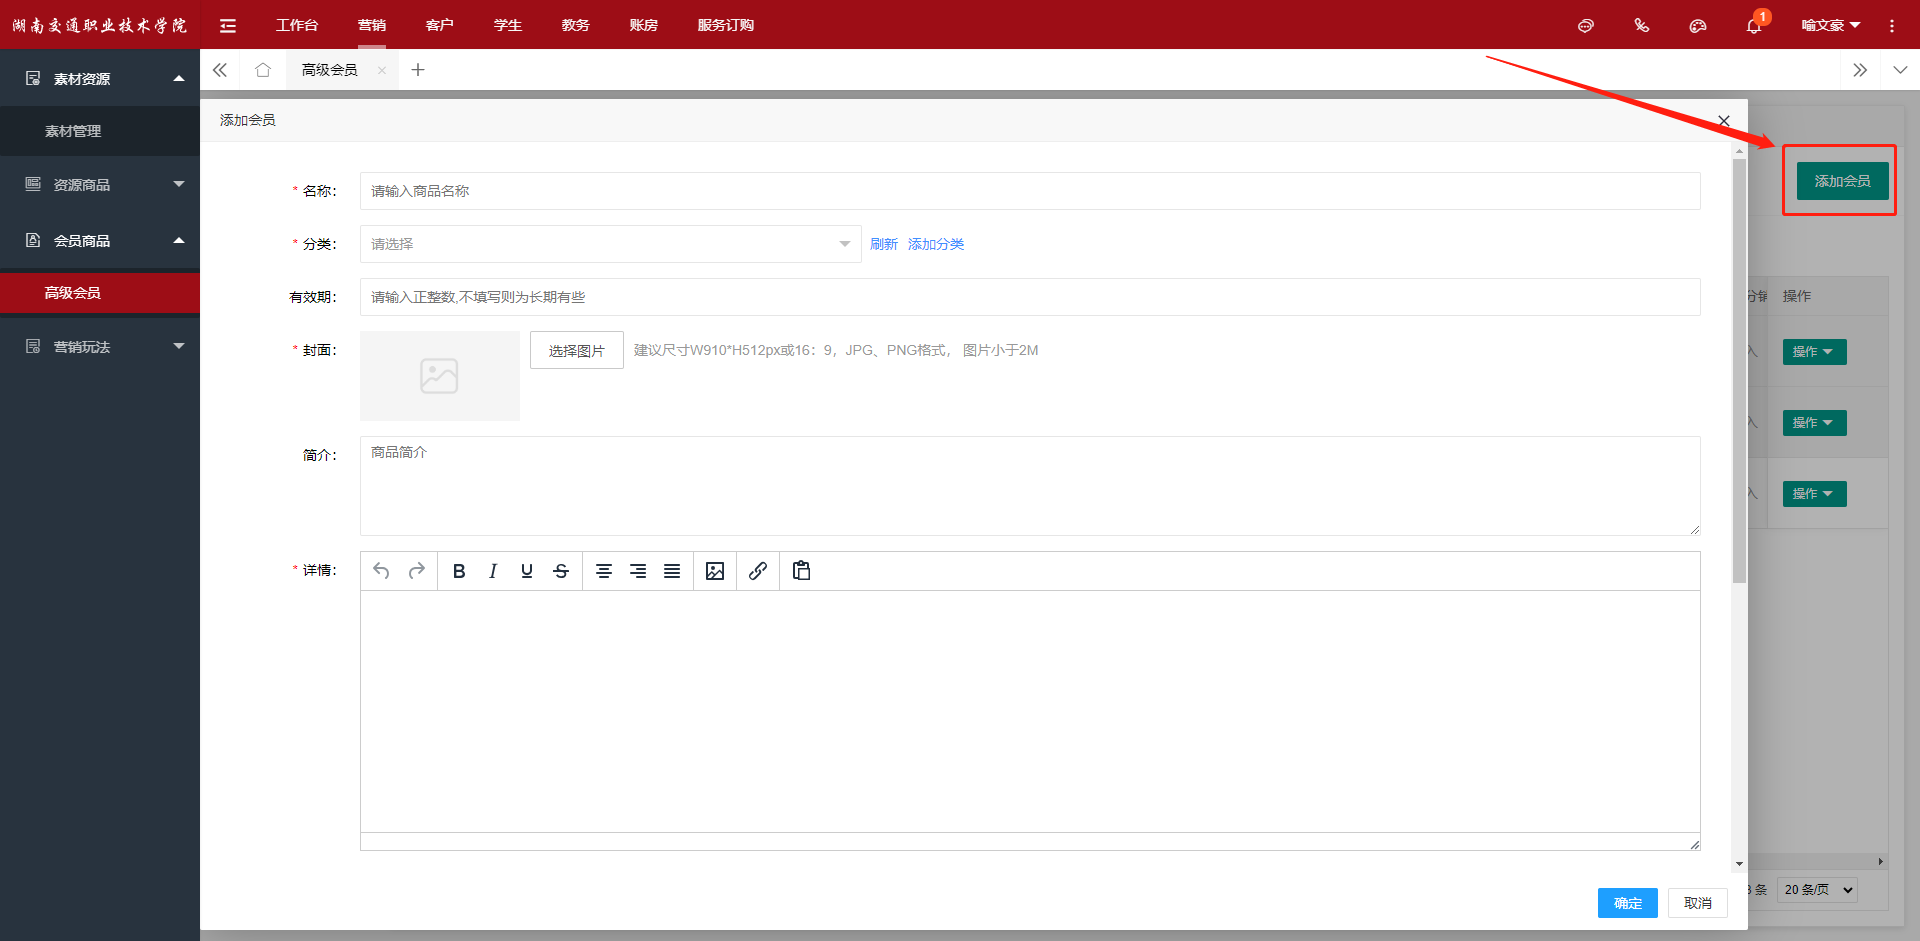 湖南交通职业技术学院
工作台 营销 客户 学生 教务 账房 服务订购
1
喻文豪
素材资源
素材管理
资源商品
会员商品
高级会员
营销玩法
高级会员
添加会员
* 名称：
请输入商品名称
* 分类：
请选择
刷新 添加分类
有效期：
请输入正整数,不填写则为长期有些
* 封面：
选择图片
建议尺寸W910*H512px或16：9，JPG、PNG格式， 图片小于2M
简介：
商品简介
* 详情：
B I U S
确定
取消
添加会员
分销 操作
入 操作
入 操作
入 操作
条 20 条/页